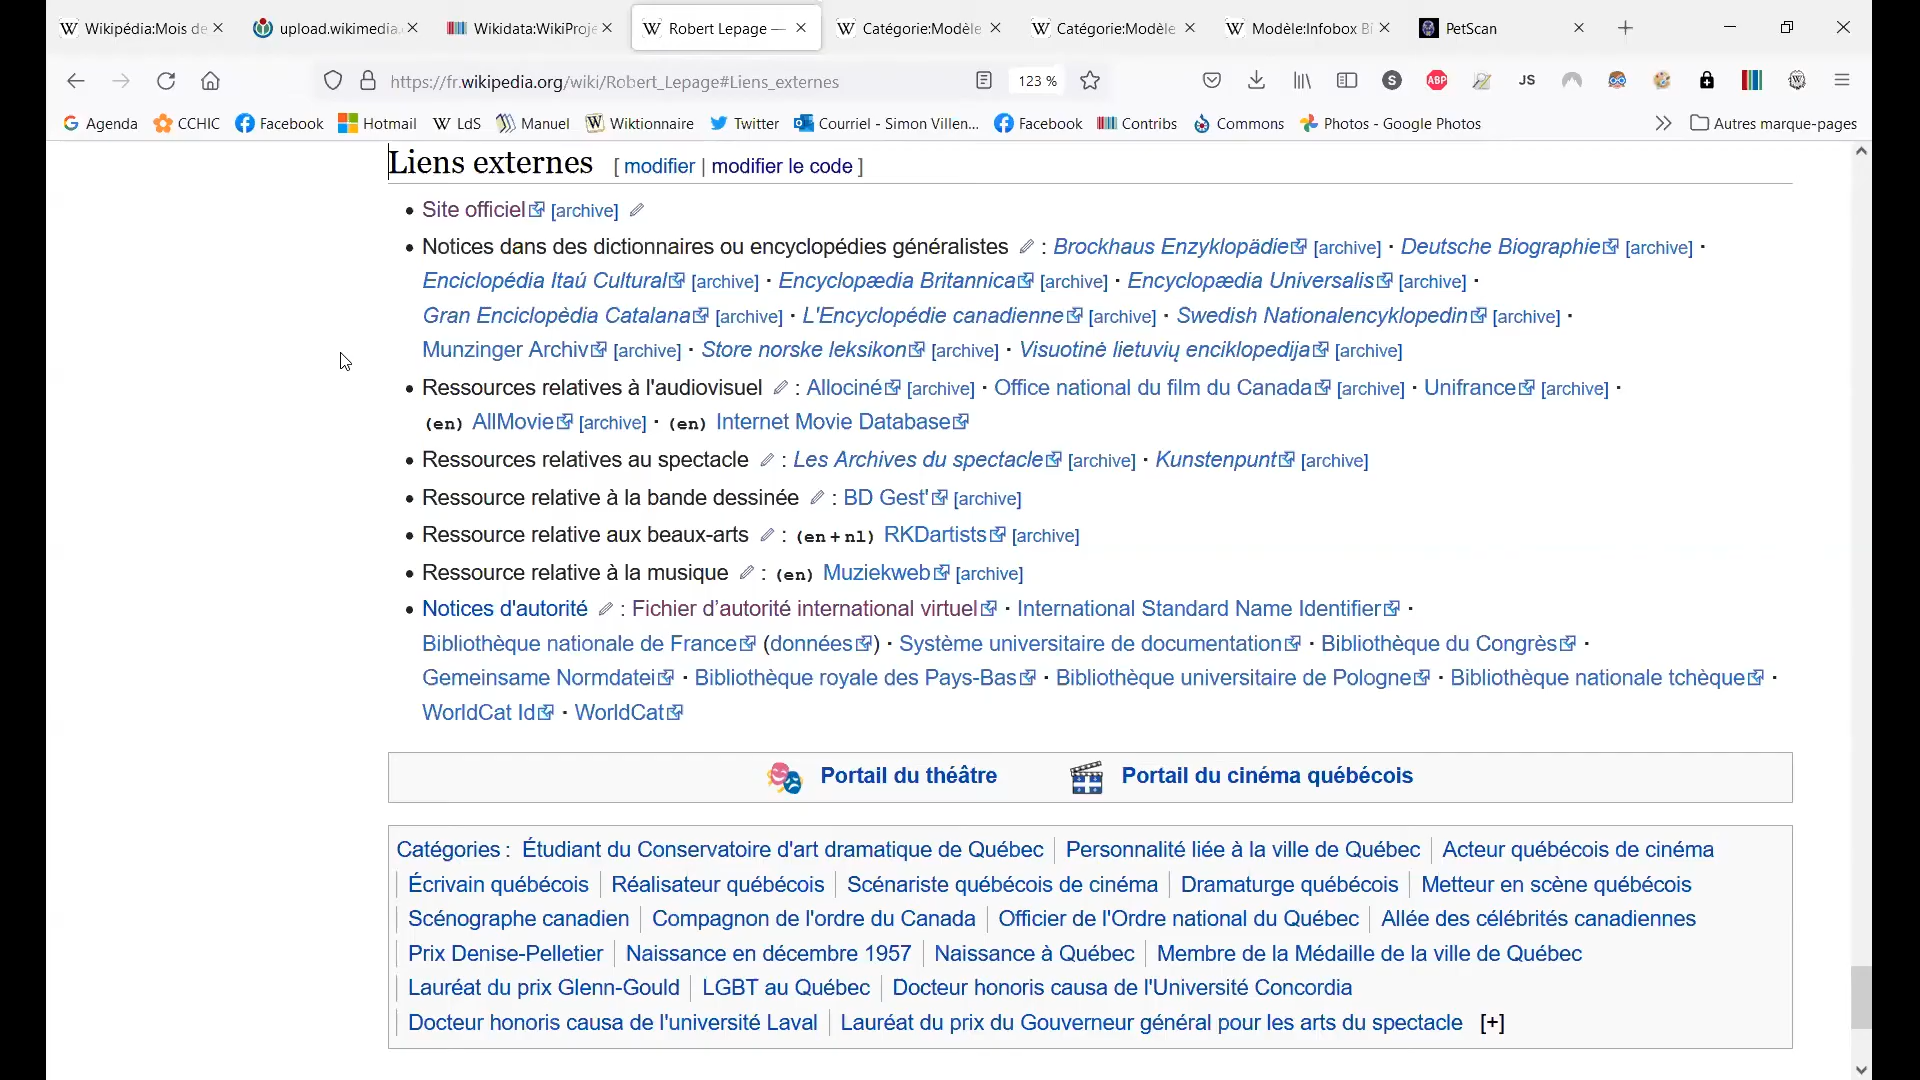 Wikipédia:Mois de
upload.wikimedia.
Wikidata:WikiProje
Robert Lepage —
Catégorie:Modèle
Catégorie:Modèle
Modèle:Infobox Bi
PetScan
https://fr.wikipedia.org/wiki/Robert_Lepage#Liens_externes
123 %
S
ABP
JS
Agenda
CCHIC
Facebook
Hotmail
LdS
Manuel
Wiktionnaire
Twitter
Courriel - Simon Villen...
Facebook
Contribs
Commons
Photos - Google Photos
Autres marque-pages
Liens externes [ modifier | modifier le code ]
Site officiel [archive]
Notices dans des dictionnaires ou encyclopédies généralistes : Brockhaus Enzyklopädie [archive] · Deutsche Biographie [archive] ·
Enciclopédia Itaú Cultural [archive] · Encyclopædia Britannica [archive] · Encyclopædia Universalis [archive] ·
Gran Enciclopèdia Catalana [archive] · L'Encyclopédie canadienne [archive] · Swedish Nationalencyklopedin [archive] ·
Munzinger Archiv [archive] · Store norske leksikon [archive] · Visuotinė lietuvių enciklopedija [archive]
Ressources relatives à l'audiovisuel : Allociné [archive] · Office national du film du Canada [archive] · Unifrance [archive] ·
(en) AllMovie [archive] · (en) Internet Movie Database
Ressources relatives au spectacle : Les Archives du spectacle [archive] · Kunstenpunt [archive]
Ressource relative à la bande dessinée : BD Gest' [archive]
Ressource relative aux beaux-arts : (en + nl) RKDartists [archive]
Ressource relative à la musique : (en) Muziekweb [archive]
Notices d'autorité : Fichier d’autorité international virtuel · International Standard Name Identifier ·
Bibliothèque nationale de France (données) · Système universitaire de documentation · Bibliothèque du Congrès ·
Gemeinsame Normdatei · Bibliothèque royale des Pays-Bas · Bibliothèque universitaire de Pologne · Bibliothèque nationale tchèque ·
WorldCat Id · WorldCat
Portail du théâtre Portail du cinéma québécois
Catégories : Étudiant du Conservatoire d'art dramatique de Québec | Personnalité liée à la ville de Québec | Acteur québécois de cinéma
| Écrivain québécois | Réalisateur québécois | Scénariste québécois de cinéma | Dramaturge québécois | Metteur en scène québécois
| Scénographe canadien | Compagnon de l'ordre du Canada | Officier de l'Ordre national du Québec | Allée des célébrités canadiennes
| Prix Denise-Pelletier | Naissance en décembre 1957 | Naissance à Québec | Membre de la Médaille de la ville de Québec
| Lauréat du prix Glenn-Gould | LGBT au Québec | Docteur honoris causa de l'Université Concordia
| Docteur honoris causa de l'université Laval | Lauréat du prix du Gouverneur général pour les arts du spectacle [+]